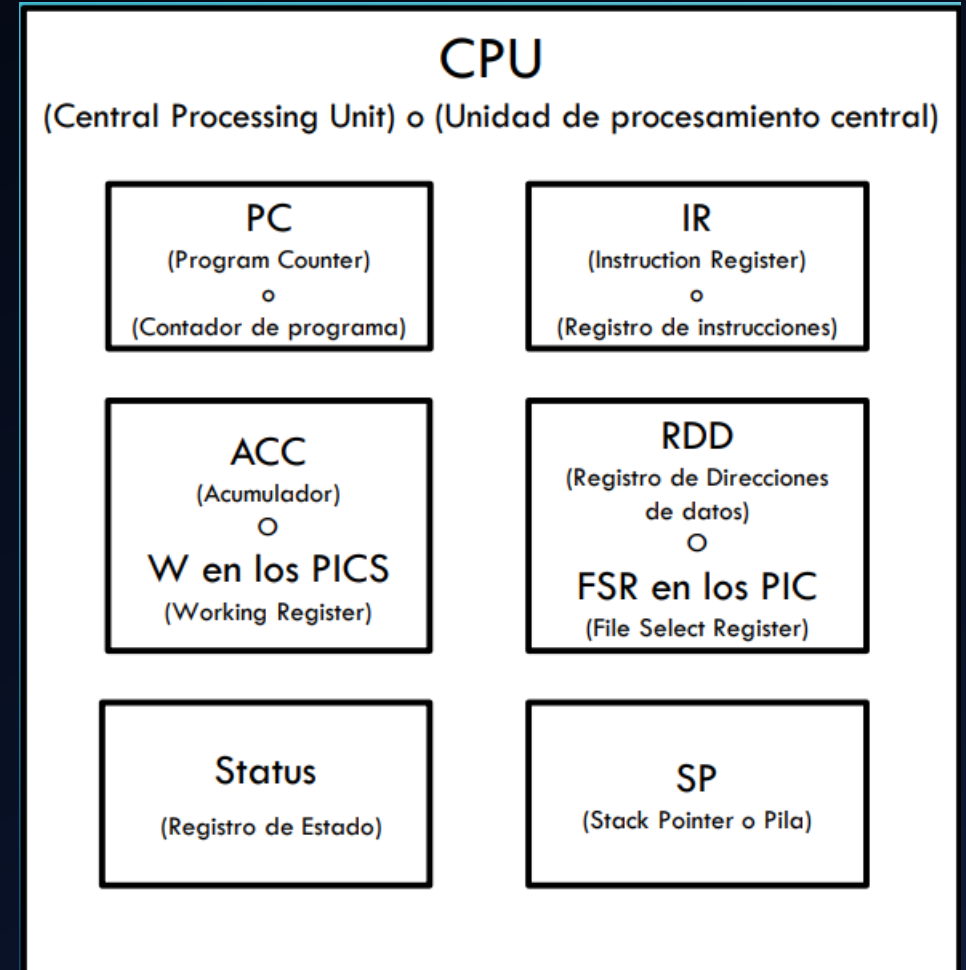 CPU
(Central Processing Unit) o (Unidad de procesamiento central)
PC
(Program Counter)
o
(Contador de programa)
IR
(Instruction Register)
o
(Registro de instrucciones)
ACC
(Acumulador)
O
W en los PICS
(Working Register)
RDD
(Registro de Direcciones
de datos)
O
FSR en los PIC
(File Select Register)
Status
(Registro de Estado)
SP
(Stack Pointer o Pila)